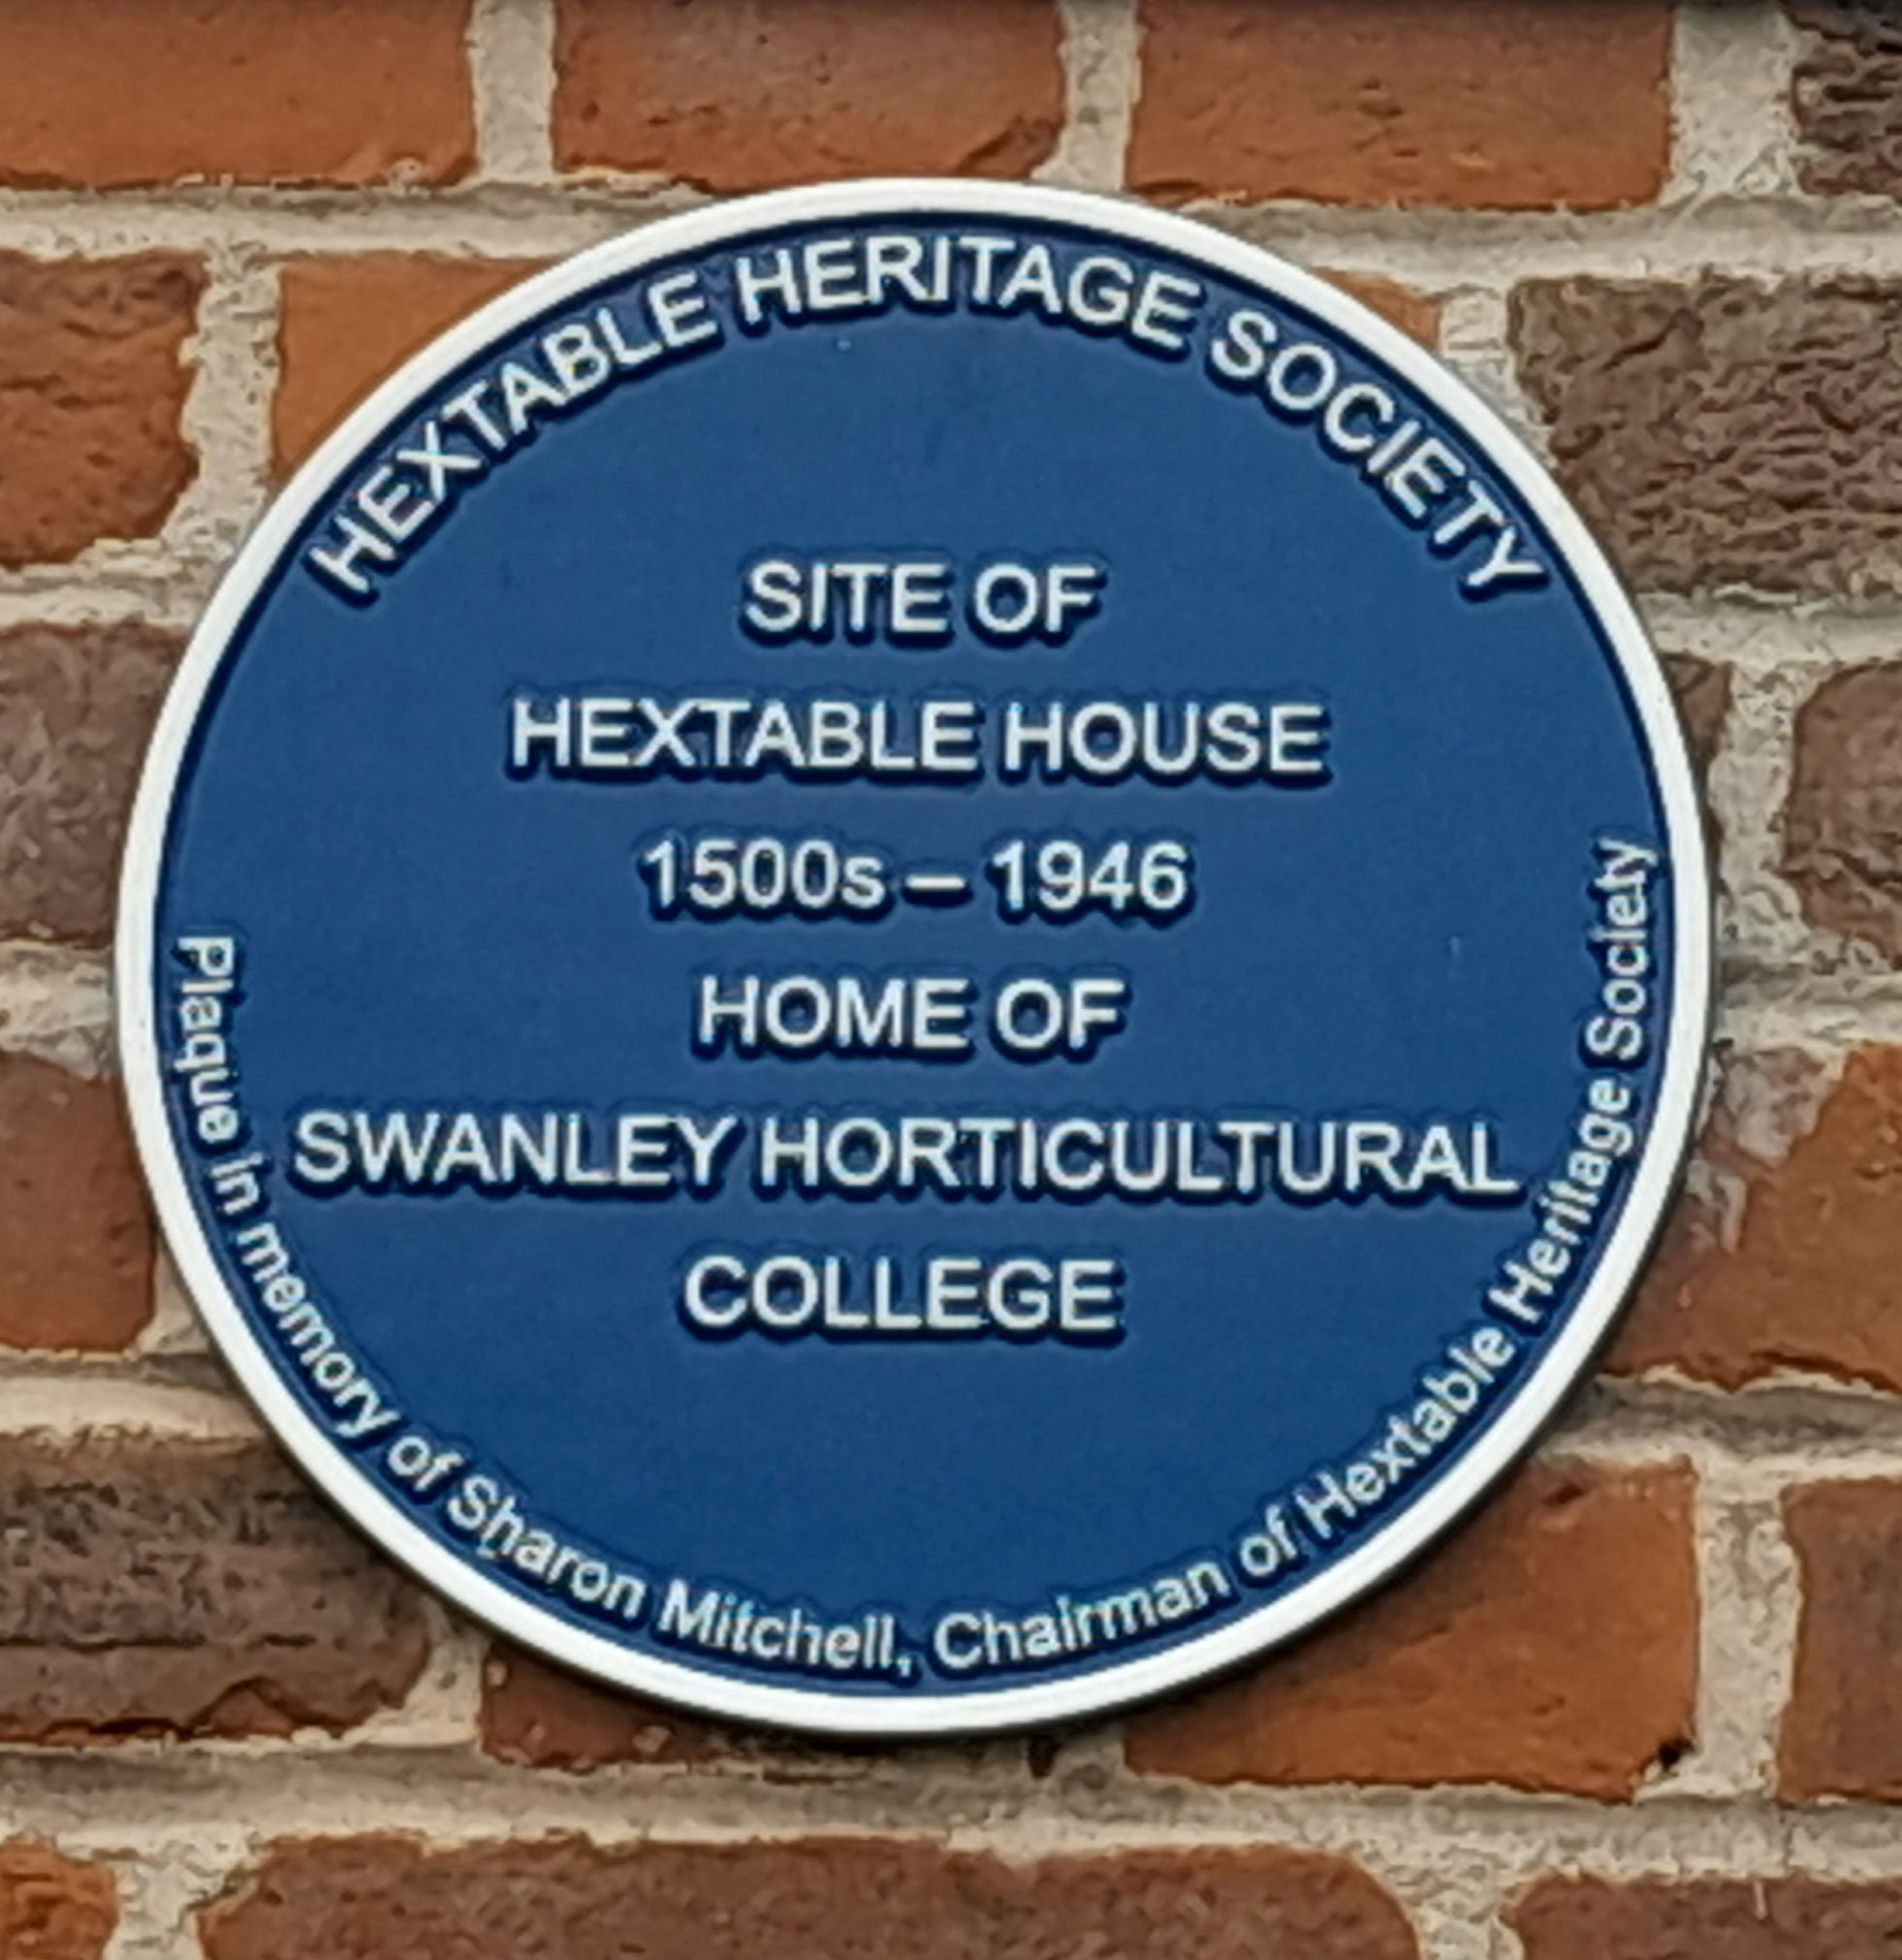 HEXTABLE HERITAGE SOCIETY
SITE OF
HEXTABLE HOUSE
1500s – 1946
HOME OF
SWANLEY HORTICULTURAL
COLLEGE
Plaque in memory of Sharon Mitchell, Chairman of Hextable Heritage Society